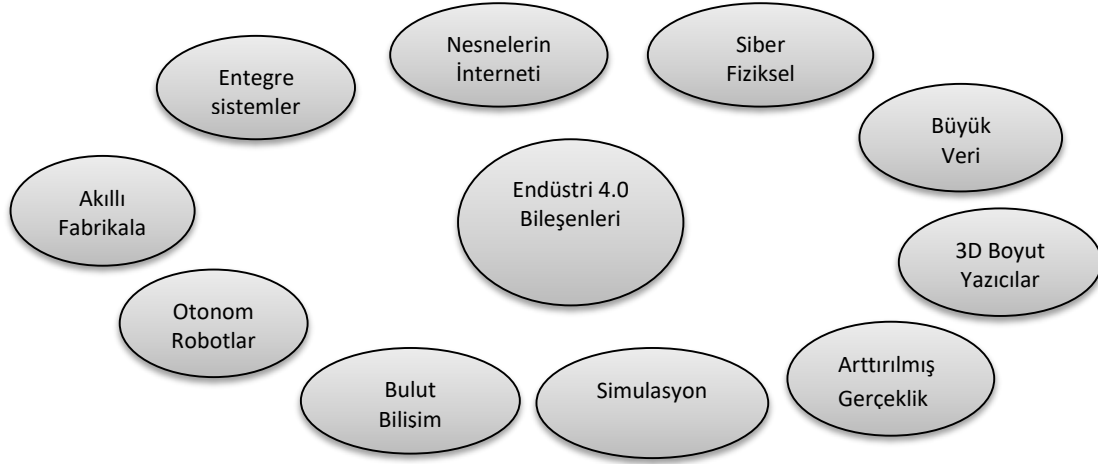 Nesnelerin
İnterneti
Siber
Fiziksel
Entegre
sistemler
Büyük
Veri
Endüstri 4.0
Bileşenleri
Akıllı
Fabrikala
3D Boyut
Yazıcılar
Otonom
Robotlar
Arttırılmış
Gerçeklik
Bulut
Bilisim
Simulasyon